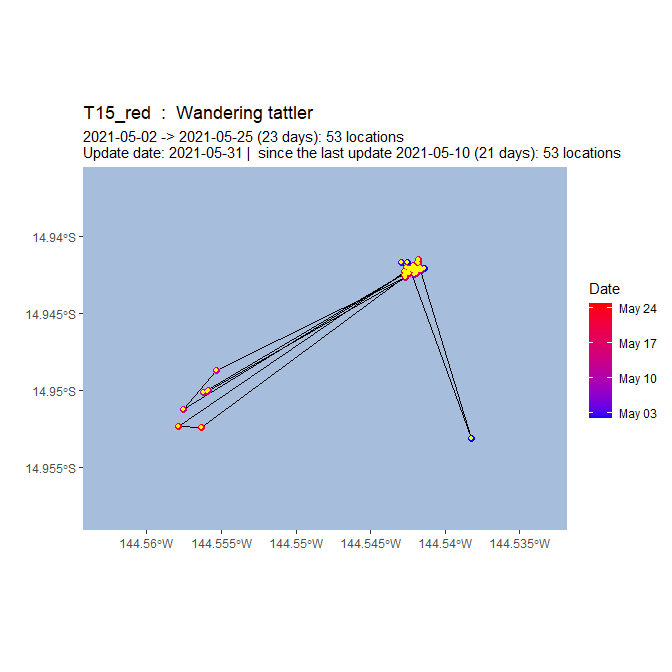 T15_red : Wandering tattler
2021-05-02 -> 2021-05-25 (23 days): 53 locations
Update date: 2021-05-31 | since the last update 2021-05-10 (21 days): 53 locations
14.94°S
14.945°S
14.95°S
14.955°S
144.56°W 144.555°W 144.55°W 144.545°W 144.54°W 144.535°W
Date
May 24
May 17
May 10
May 03